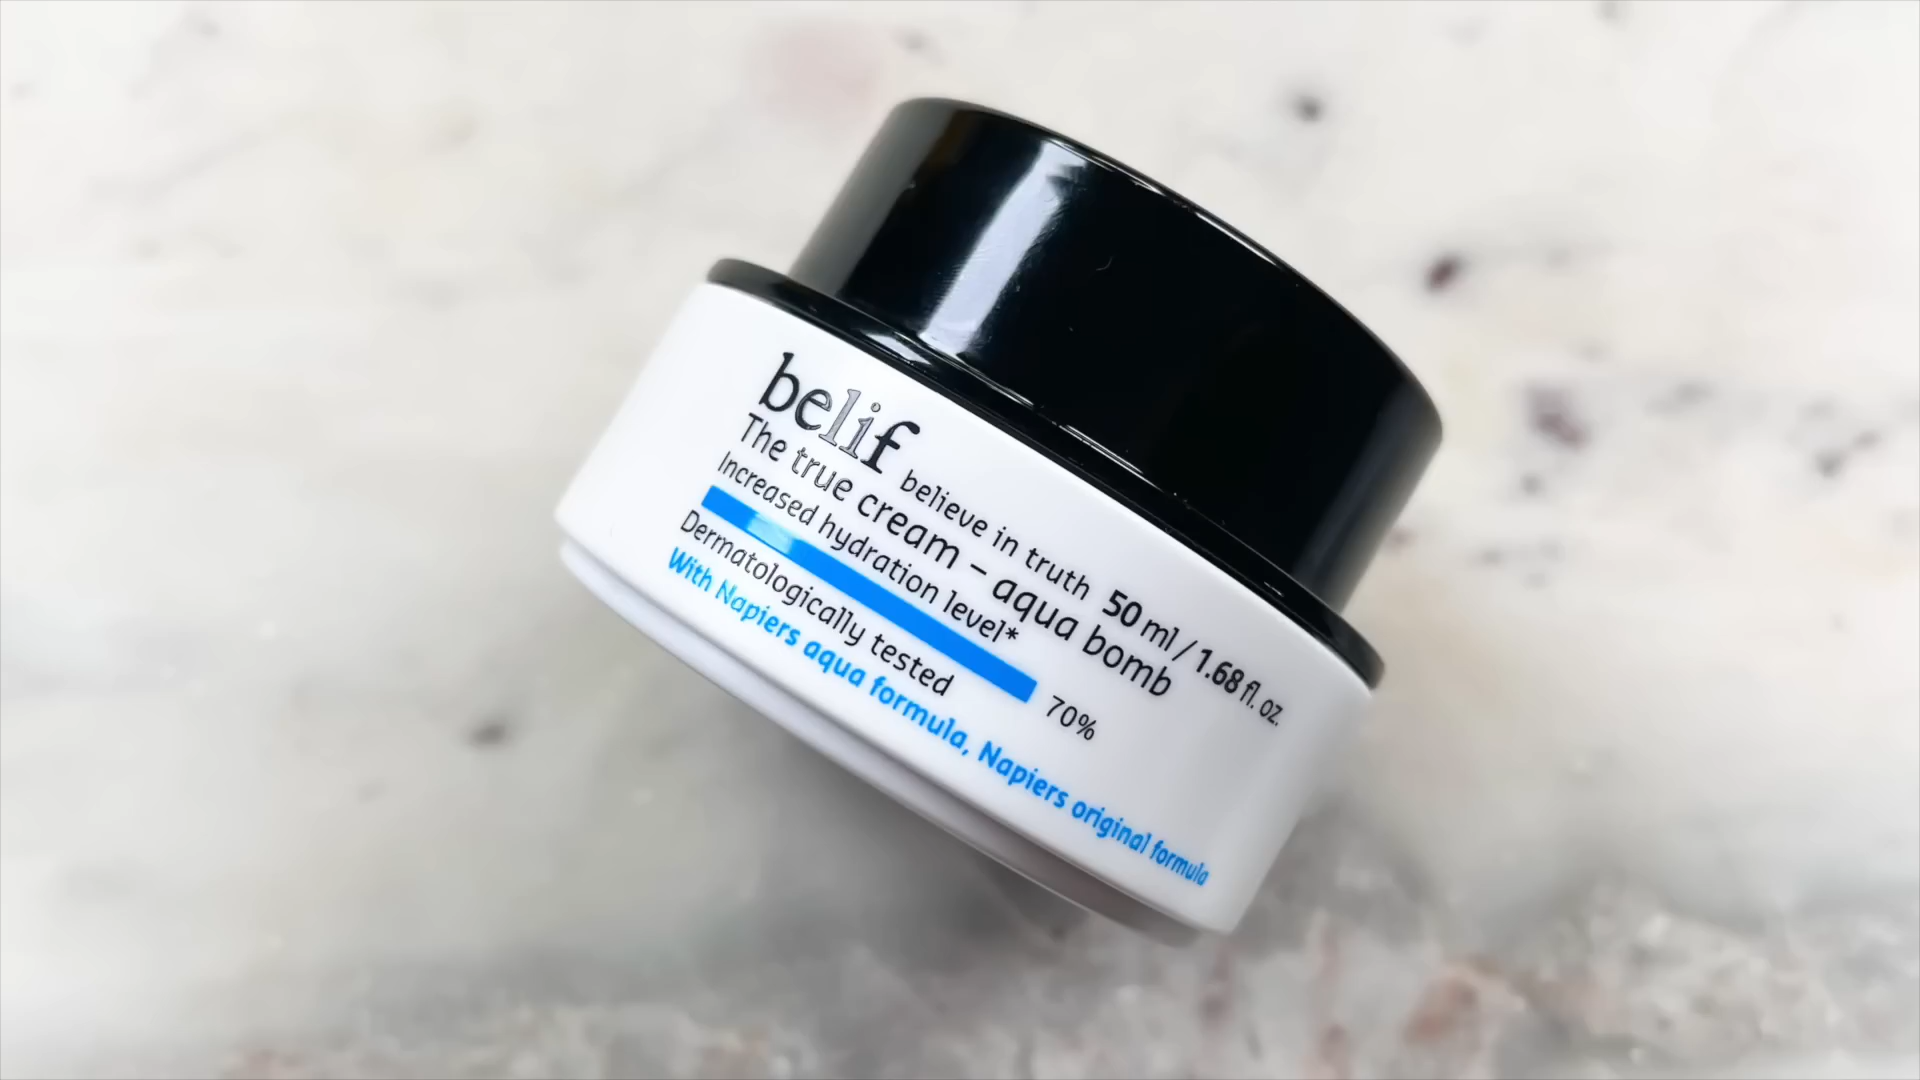 belif believe in truth 50 ml / 1.68 fl. oz.
The true cream – aqua bomb
Increased hydration level*
70%
Dermatologically tested
With Napiers aqua formula, Napiers original formula